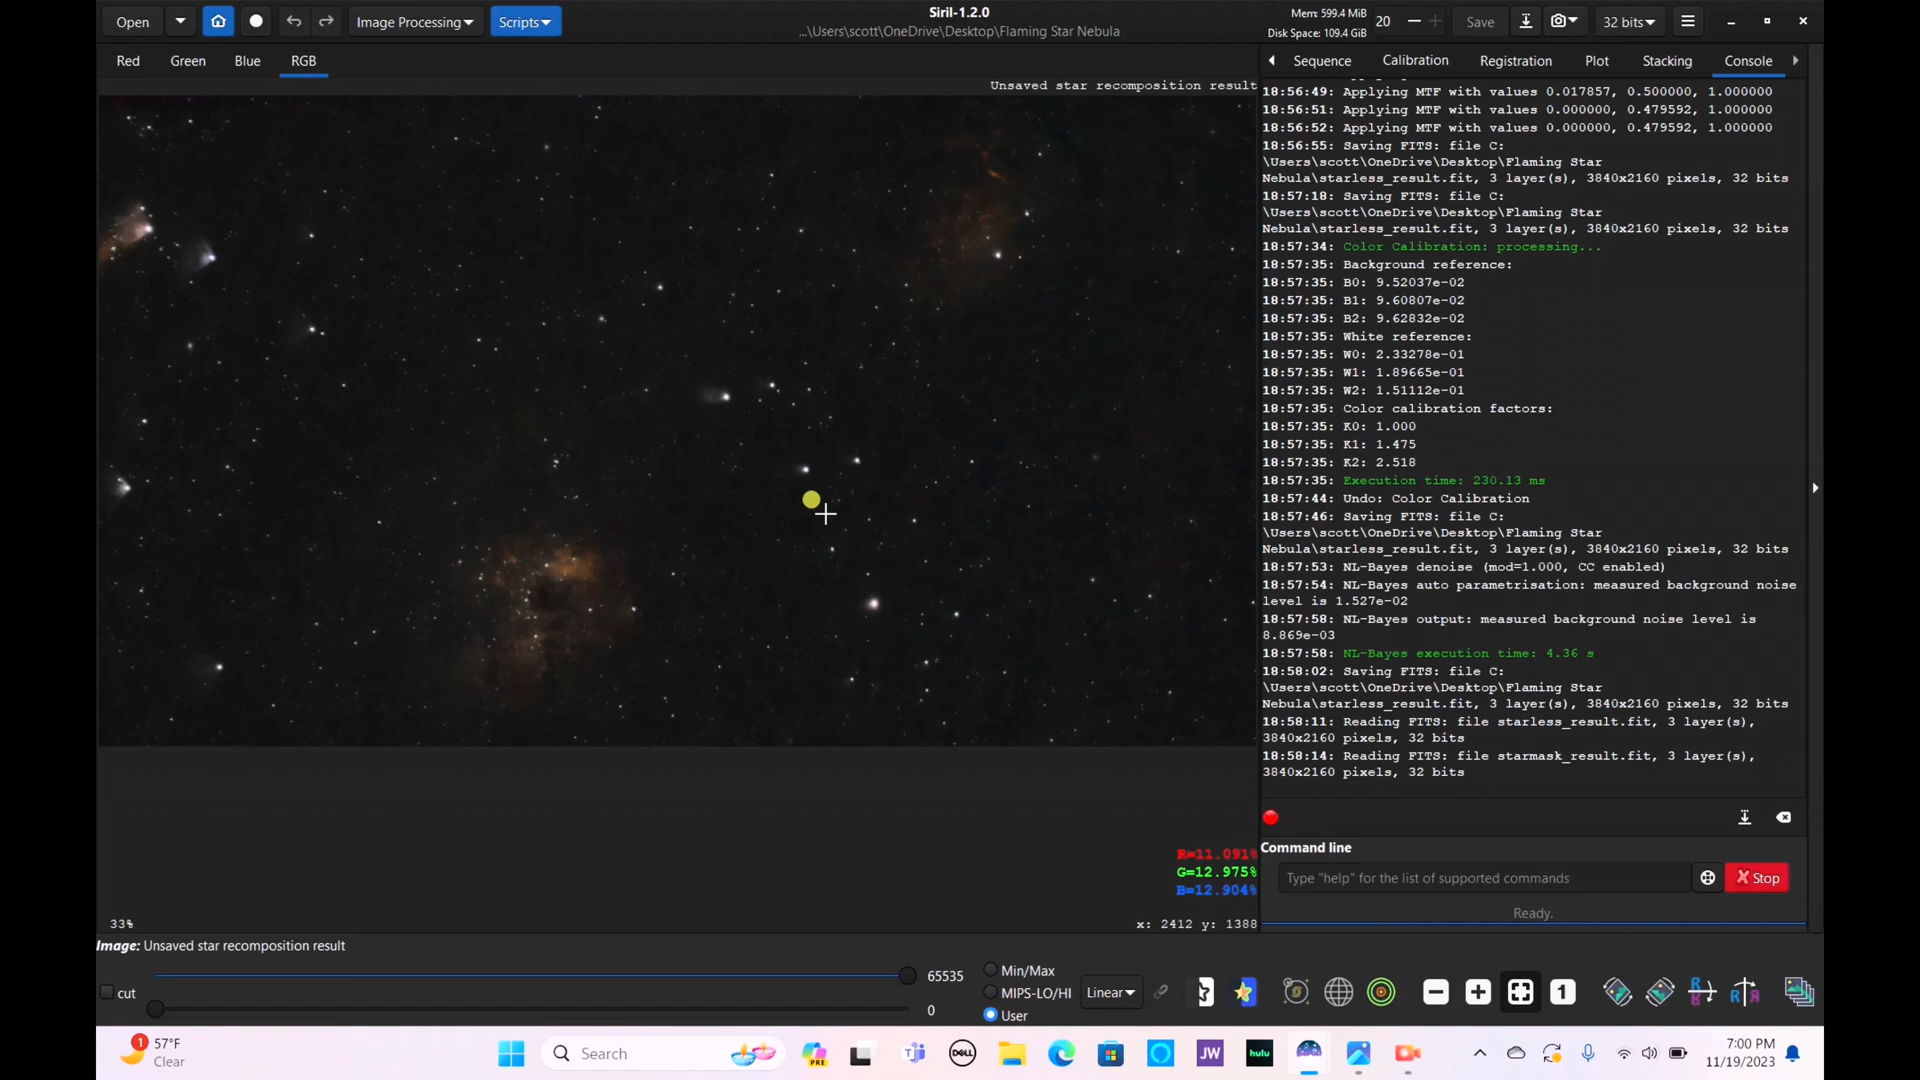 Open
Image Processing
Scripts
Siril-1.2.0
...\Users\scott\OneDrive\Desktop\Flaming Star Nebula
Mem: 599.4 MiB
Disk Space: 109.4 GiB
20
Save
32 bits
Red
Green
Blue
RGB
Sequence
Calibration
Registration
Plot
Stacking
Console
Unsaved star recomposition result
18:56:49: Applying MTF with values 0.017857, 0.500000, 1.000000
18:56:51: Applying MTF with values 0.000000, 0.479592, 1.000000
18:56:52: Applying MTF with values 0.000000, 0.479592, 1.000000
18:56:55: Saving FITS: file C:
\Users\scott\OneDrive\Desktop\Flaming Star
Nebula\starless_result.fit, 3 layer(s), 3840x2160 pixels, 32 bits
18:57:18: Saving FITS: file C:
\Users\scott\OneDrive\Desktop\Flaming Star
Nebula\starless_result.fit, 3 layer(s), 3840x2160 pixels, 32 bits
18:57:34: Color Calibration: processing...
18:57:35: Background reference:
18:57:35: B0: 9.52037e-02
18:57:35: B1: 9.60807e-02
18:57:35: B2: 9.62832e-02
18:57:35: White reference:
18:57:35: W0: 2.33278e-01
18:57:35: W1: 1.89665e-01
18:57:35: W2: 1.51112e-01
18:57:35: Color calibration factors:
18:57:35: K0: 1.000
18:57:35: K1: 1.475
18:57:35: K2: 2.518
18:57:35: Execution time: 230.13 ms
18:57:44: Undo: Color Calibration
18:57:46: Saving FITS: file C:
\Users\scott\OneDrive\Desktop\Flaming Star
Nebula\starless_result.fit, 3 layer(s), 3840x2160 pixels, 32 bits
18:57:53: NL-Bayes denoise (mod=1.000, CC enabled)
18:57:54: NL-Bayes auto parametrisation: measured background noise
level is 1.527e-02
18:57:58: NL-Bayes output: measured background noise level is
8.869e-03
18:57:58: NL-Bayes execution time: 4.36 s
18:58:02: Saving FITS: file C:
\Users\scott\OneDrive\Desktop\Flaming Star
Nebula\starless_result.fit, 3 layer(s), 3840x2160 pixels, 32 bits
18:58:11: Reading FITS: file starless_result.fit, 3 layer(s),
3840x2160 pixels, 32 bits
18:58:14: Reading FITS: file starmask_result.fit, 3 layer(s),
3840x2160 pixels, 32 bits
Command line
Type "help" for the list of supported commands
Stop
Ready.
R=11.091%
G=12.975%
B=12.904%
33%
x: 2412 y: 1388
Image: Unsaved star recomposition result
cut
65535
0
Min/Max
MIPS-LO/HI
User
Linear
1
1
57°F
Clear
Search
PRE
DELL
JW
hulu
7:00 PM
11/19/2023